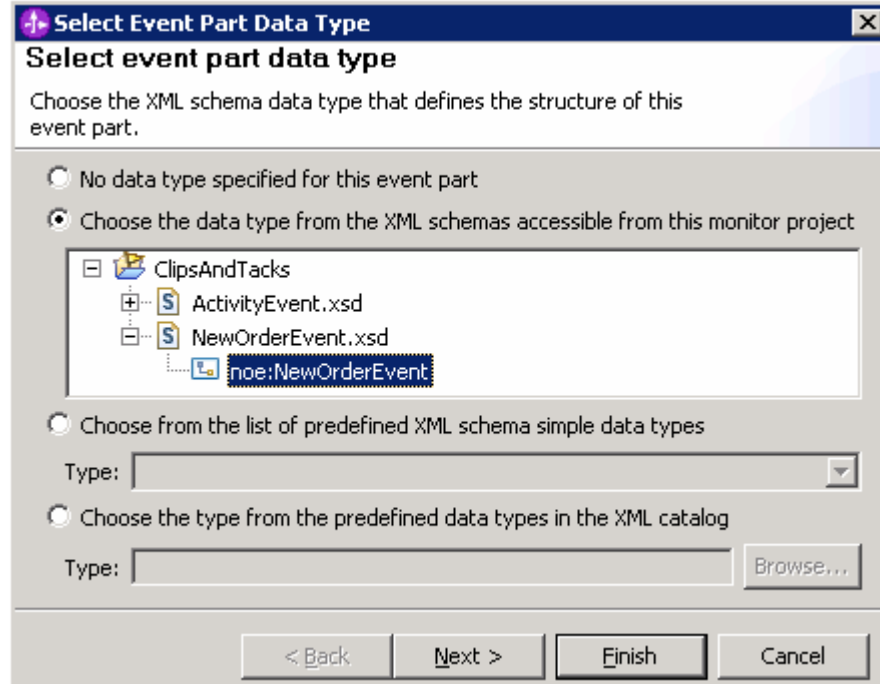 Select Event Part Data Type
Select event part data type
Choose the XML schema data type that defines the structure of this
event part.
No data type specified for this event part
Choose the data type from the XML schemas accessible from this monitor project
ClipsAndTacks
ActivityEvent.xsd
NewOrderEvent.xsd
noe:NewOrderEvent
Choose from the list of predefined XML schema simple data types
Type:
Choose the type from the predefined data types in the XML catalog
Type: Browse...
< Back Next > Finish Cancel